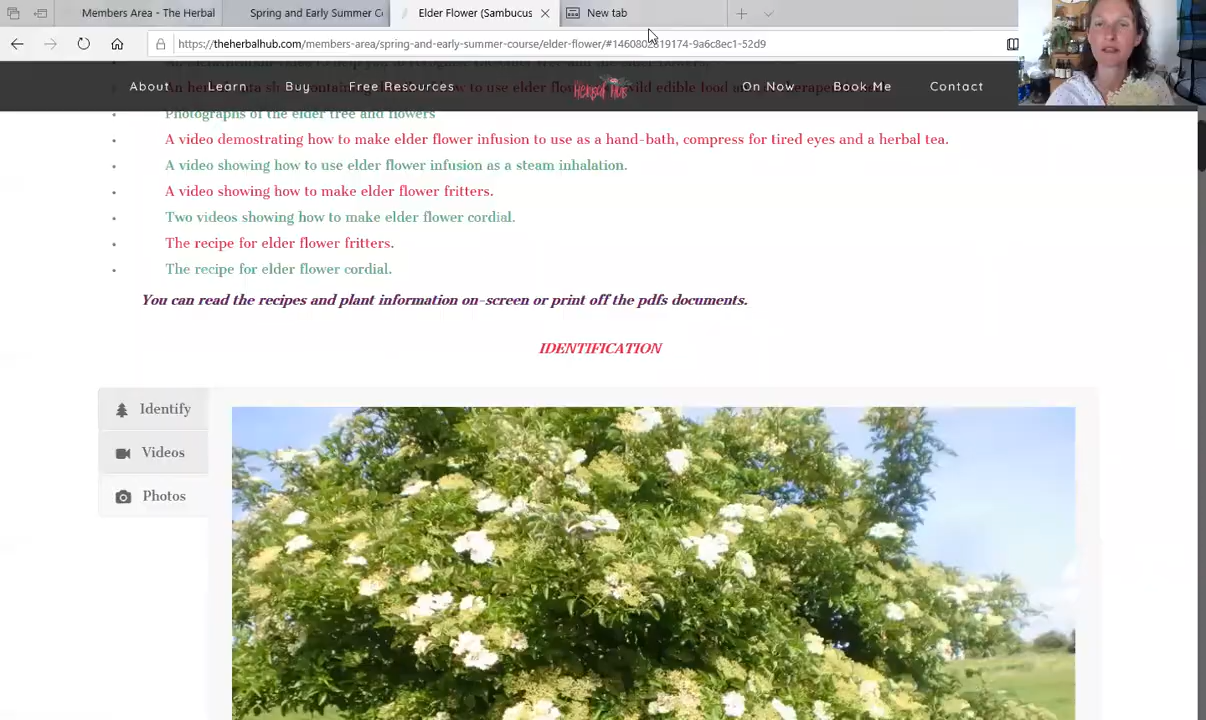 Members Area - The Herbal
Spring and Early Summer C
Elder Flower (Sambucus
New tab
https://theherbalhub.com/members-area/spring-and-early-summer-course/elder-flower/#1460802819174-9a6c8ec1-52d9
About
Learn
Buy
Free Resources
Herbal Hub
On Now
Book Me
Contact
Photographs of the elder tree and flowers
A video demostrating how to make elder flower infusion to use as a hand-bath, compress for tired eyes and a herbal tea.
A video showing how to use elder flower infusion as a steam inhalation.
A video showing how to make elder flower fritters.
Two videos showing how to make elder flower cordial.
The recipe for elder flower fritters.
The recipe for elder flower cordial.
You can read the recipes and plant information on-screen or print off the pdfs documents.
IDENTIFICATION
Identify
Videos
Photos